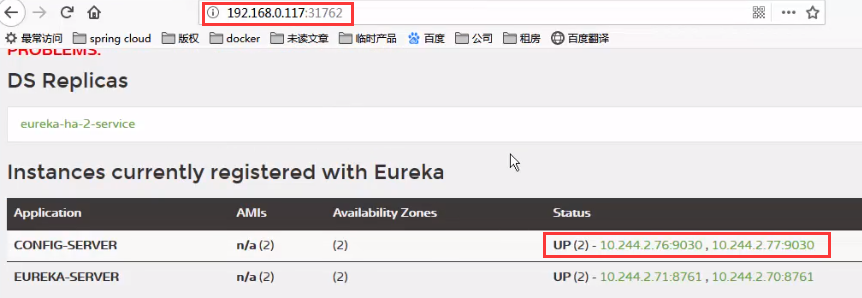 192.168.0.117:31762
最常访问 spring cloud 版权 docker 未读文章 临时产品 百度 公司 租房 百度翻译
PROBLEMS.
DS Replicas
eureka-ha-2-service
Instances currently registered with Eureka
Application AMIs Availability Zones Status
CONFIG-SERVER n/a (2) (2) UP (2) - 10.244.2.76:9030 , 10.244.2.77:9030
EUREKA-SERVER n/a (2) (2) UP (2) - 10.244.2.71:8761 , 10.244.2.70:8761